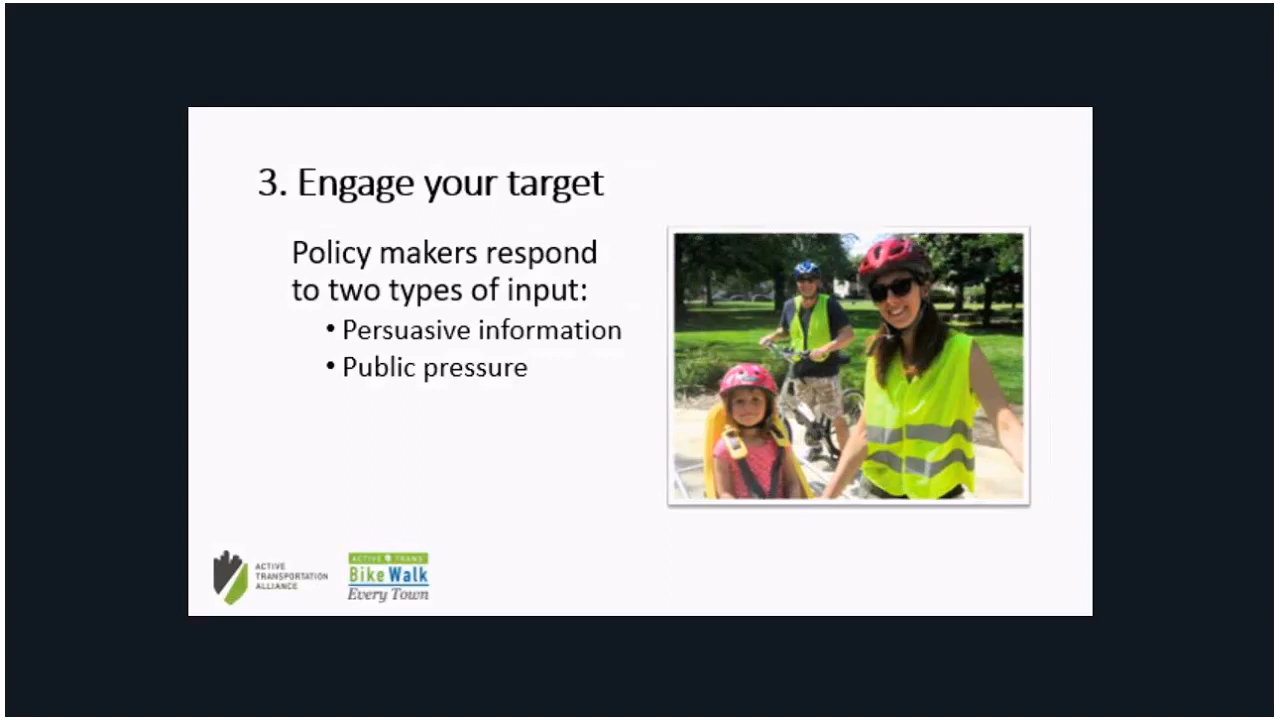 3. Engage your target
Policy makers respond
to two types of input:
• Persuasive information
• Public pressure
ACTIVE
TRANSPORTATION
ALLIANCE
ACTIVE TRANS
Bike Walk
Every Town